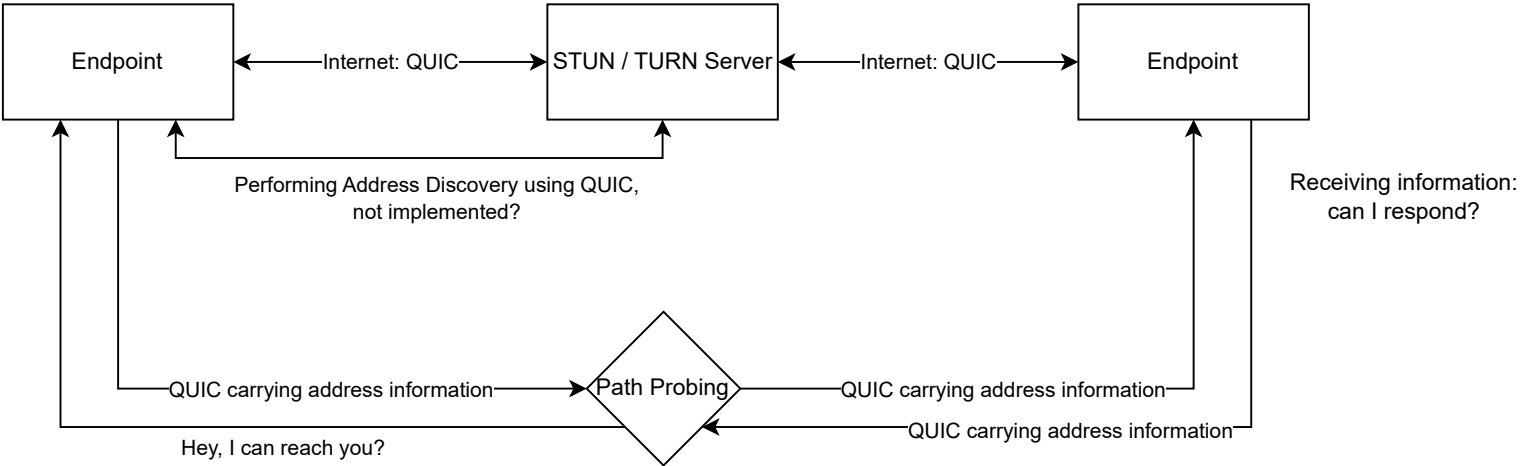 Endpoint
Internet: QUIC
STUN / TURN Server
Internet: QUIC
Endpoint
Performing Address Discovery using QUIC,
not implemented?
Receiving information:
can I respond?
QUIC carrying address information
Path Probing
QUIC carrying address information
QUIC carrying address information
Hey, I can reach you?